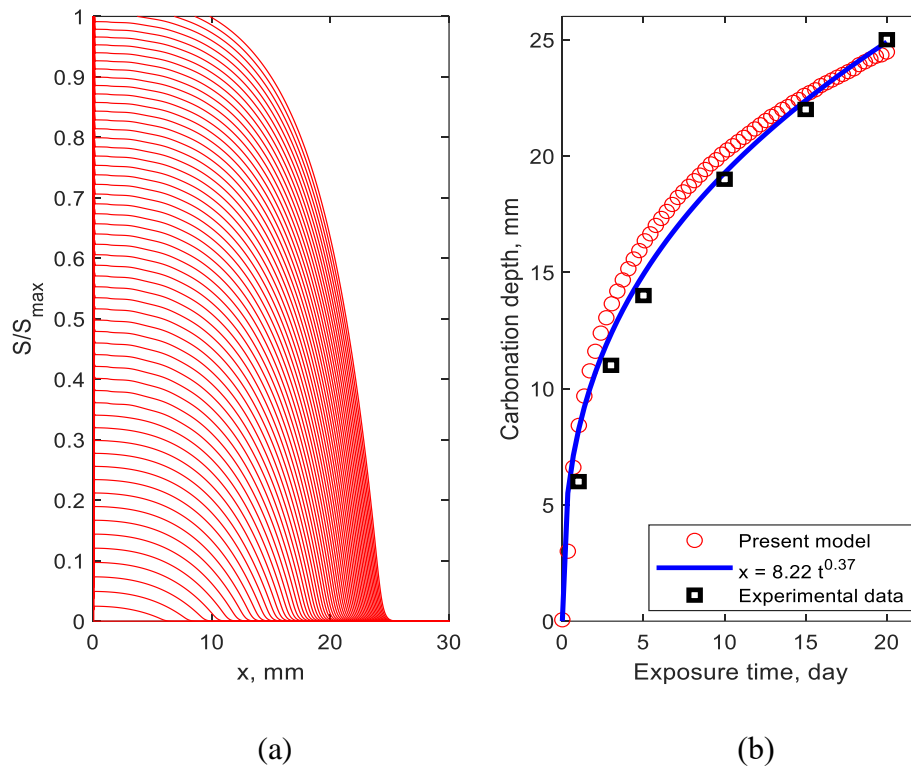 1
0.9
0.8
0.7
0.6
0.5
0.4
0.3
0.2
0.1
0
S/S_max
0 10 20 30
x, mm
(a)
25
20
15
10
5
0
Carbonation depth, mm
Present model
x = 8.22 t^0.37
Experimental data
0 5 10 15 20
Exposure time, day
(b)